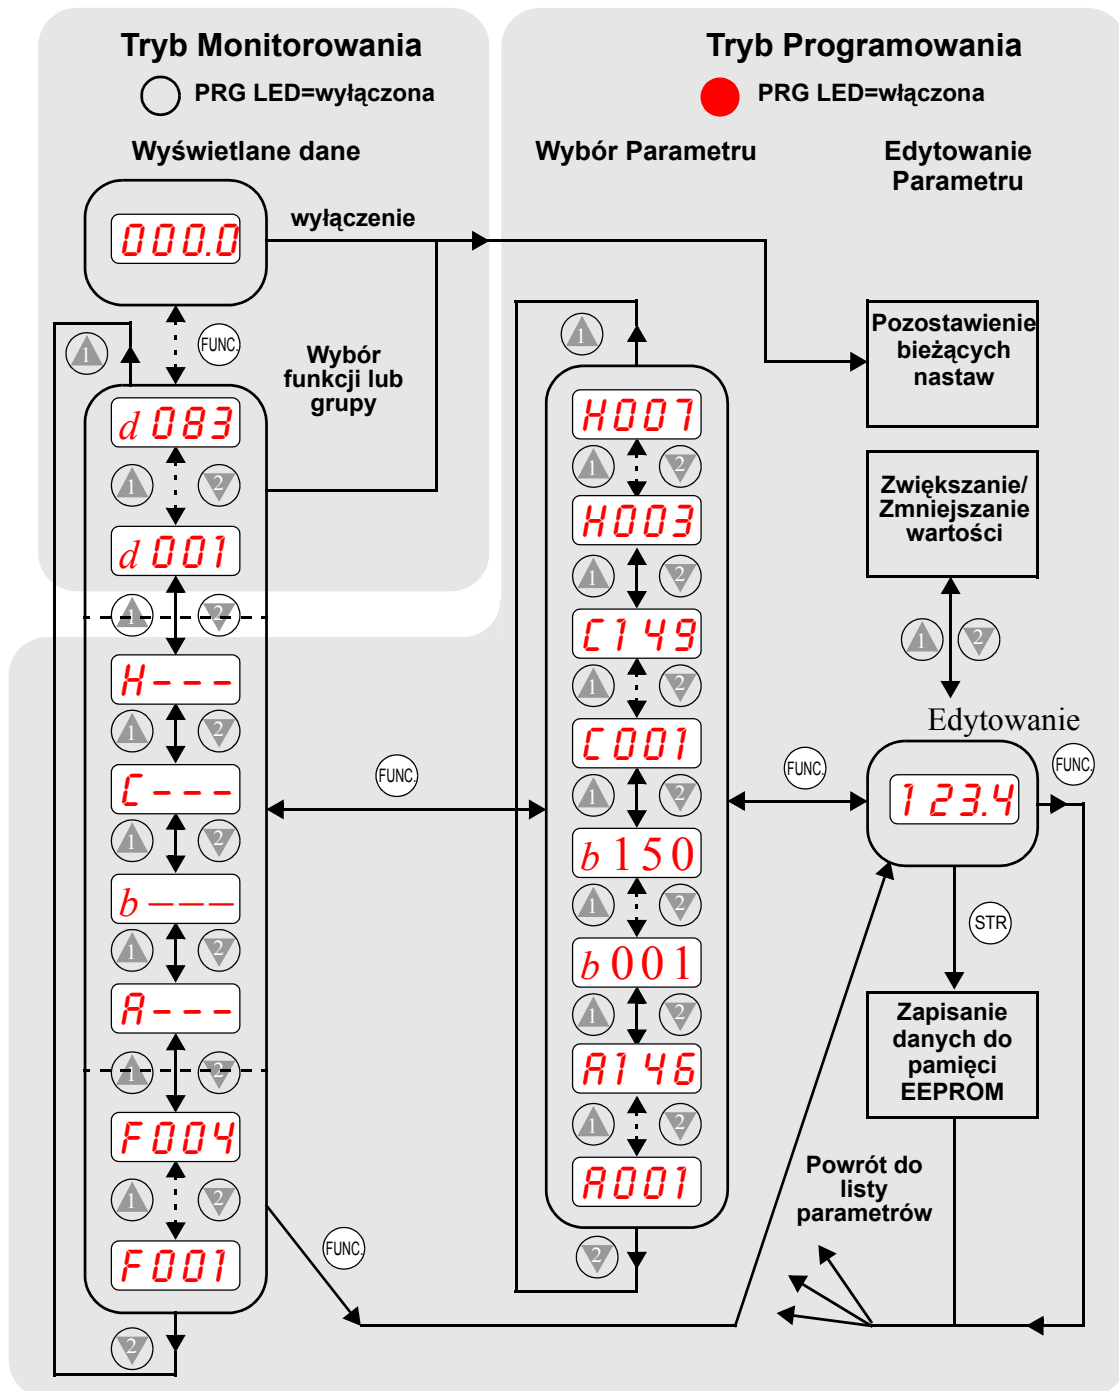 Tryb Monitorowania
PRG LED=wyłączona
Wyświetlane dane
000.0
wyłączenie
1
FUNC.
Wybór
funkcji lub
grupy
d 083
1 2
d 001
1 2
H---
1 2
C---
1 2
b---
1 2
A---
1 2
F004
1 2
F001
2
FUNC.
FUNC.
Tryb Programowania
PRG LED=włączona
Wybór Parametru
1
H007
1 2
H003
1 2
C149
1 2
C001
1 2
b 150
1 2
b 001
1 2
A146
1 2
A001
2
FUNC.
Edytowanie
Parametru
Pozostawienie
bieżących
nastaw
Zwiększanie/
Zmniejszanie
wartości
1 2
Edytowanie
123.4
FUNC.
STR
Zapisanie
danych do
pamięci
EEPROM
Powrót do
listy
parametrów